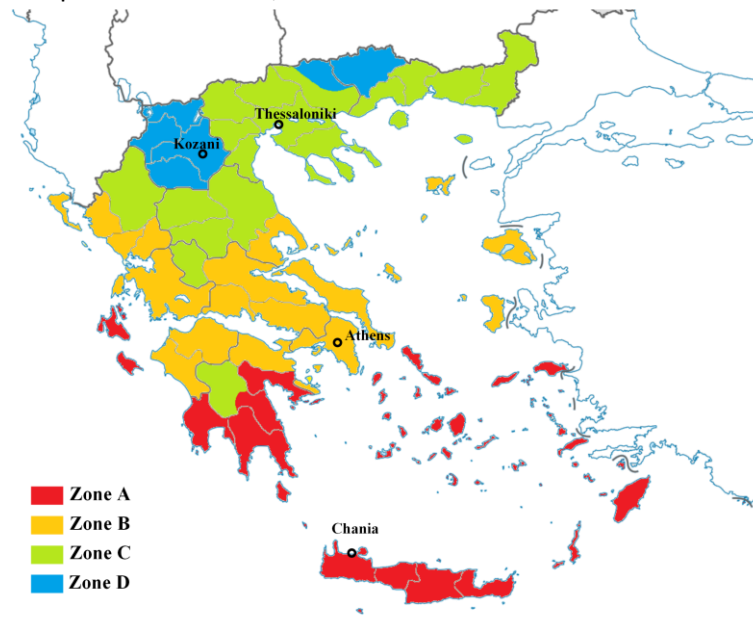 Thessaloniki
Kozani
Athens
Chania
Zone A
Zone B
Zone C
Zone D